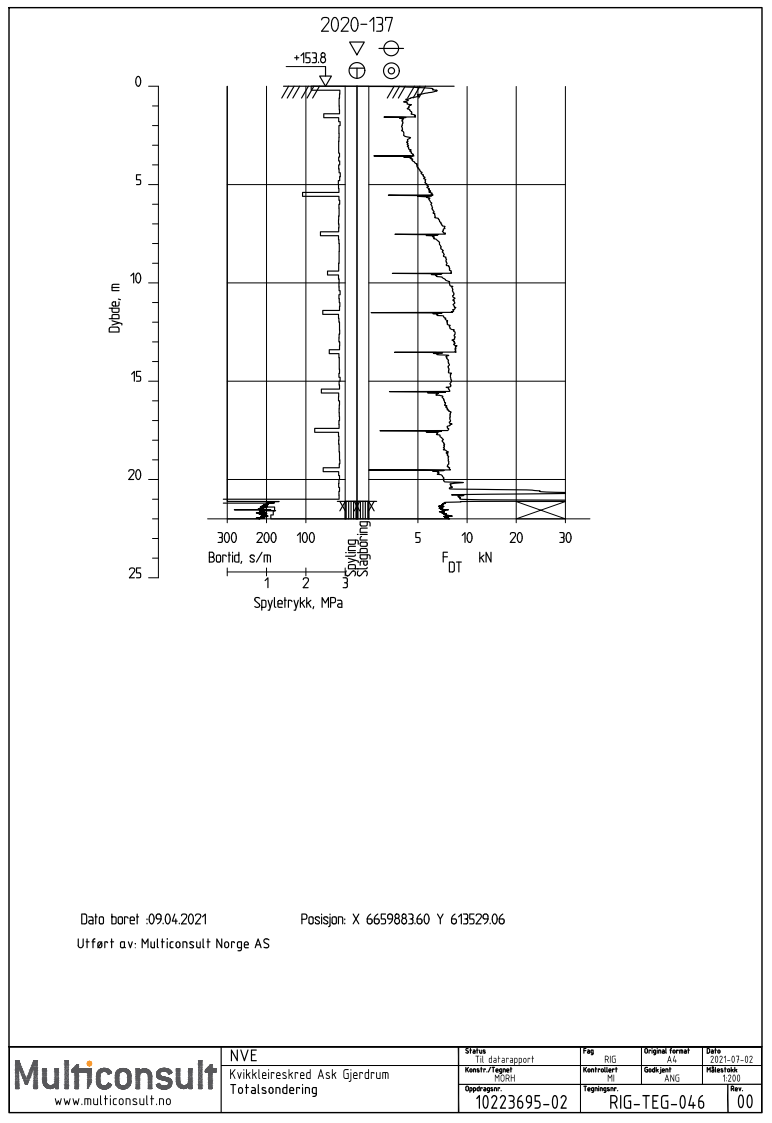 2020-137
+153.8
0
5
10
15
20
25
Dybde, m
300 200 100
Bortid, s/m
1 2 3
Spyletrykk, MPa
Spyling
Slagboring
5 10 20 30
F DT kN
Dato boret :09.04.2021
Posisjon: X 6659883.60 Y 613529.06
Utført av: Multiconsult Norge AS
Multiconsult
www.multiconsult.no
NVE
Kvikkleireskred Ask Gjerdrum
Totalsondering
Status
Til datarapport
Fag
RIG
Original format
A4
Dato
2021-07-02
Konstr./Tegnet
MORH
Kontrollert
MI
Godkjent
ANG
Målestokk
1:200
Oppdragsnr.
10223695-02
Tegningsnr.
RIG-TEG-046
Rev.
00